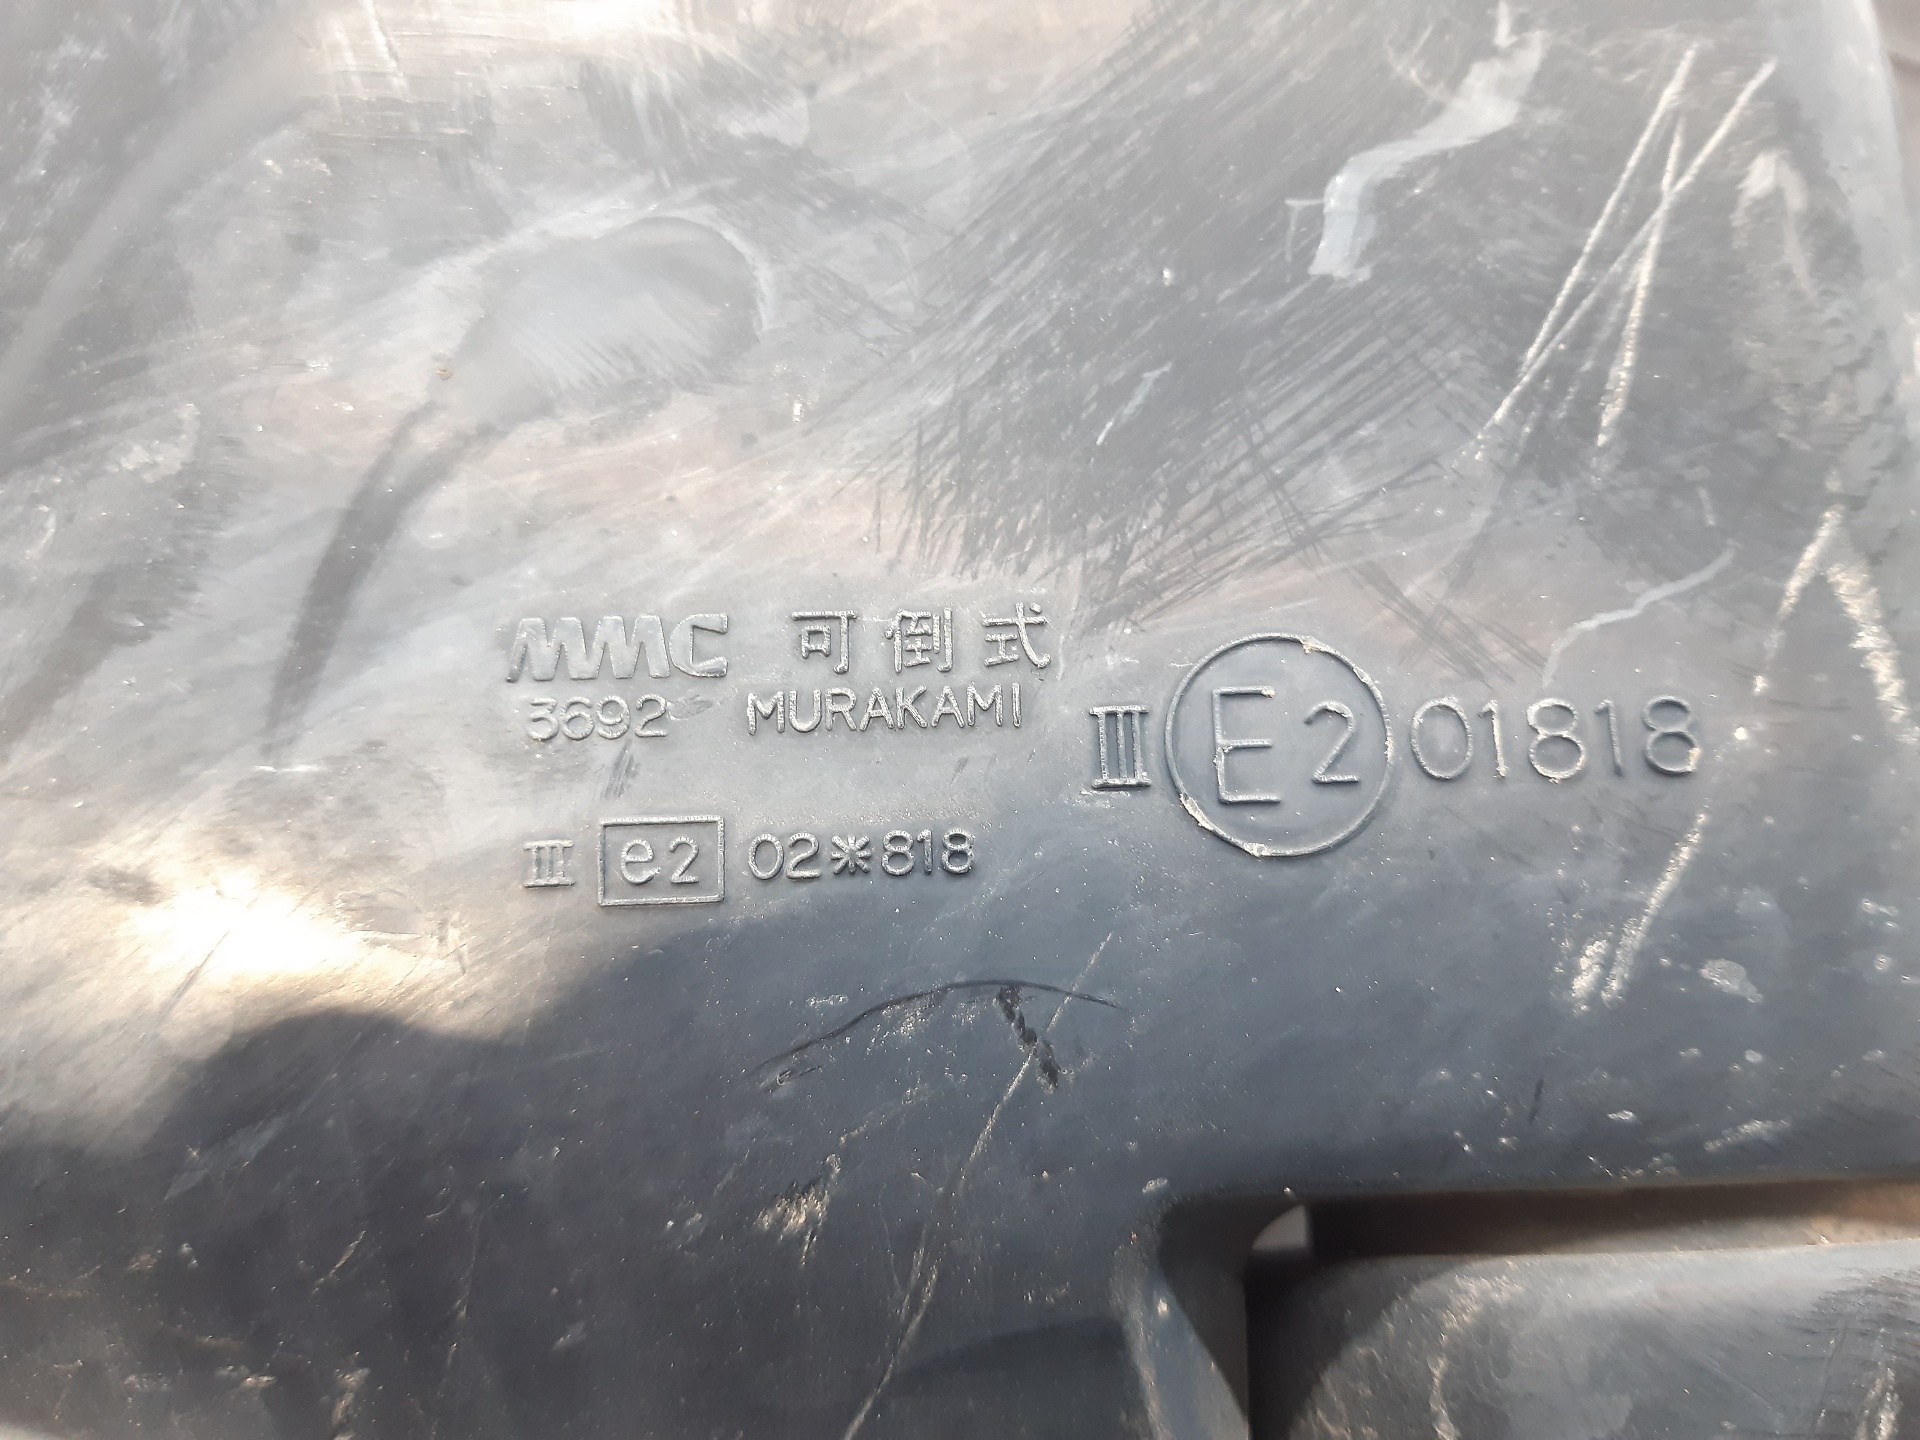 MMC 可倒式
3692 MURAKAMI
III E2 01818
III e2 02*818